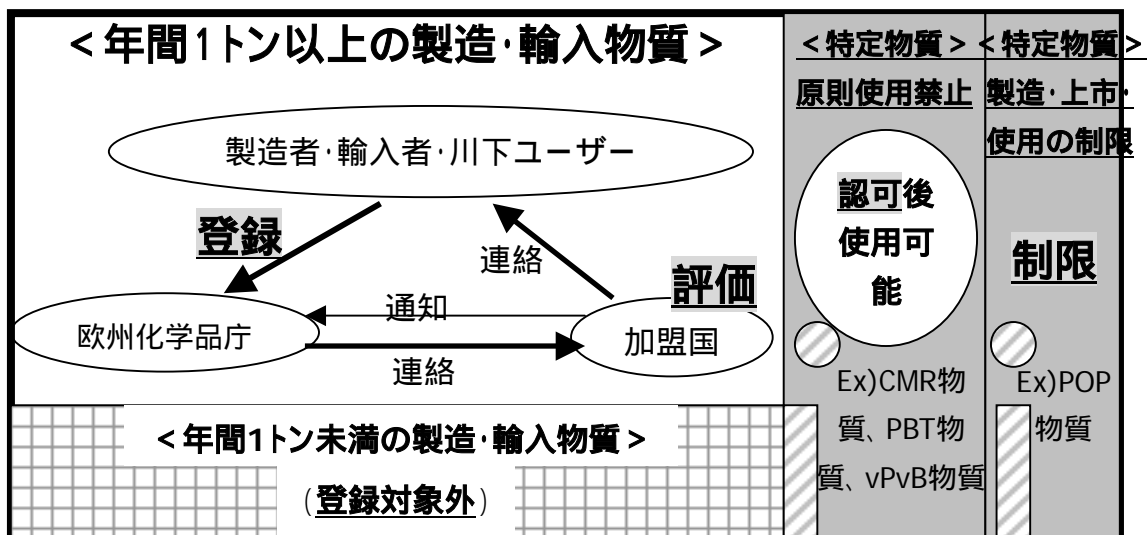 <年間1トン以上の製造・輸入物質>
製造者・輸入者・川下ユーザー
登録
連絡
評価
通知
欧州化学品庁
加盟国
連絡
<年間1トン未満の製造・輸入物質>
(登録対象外)
<特定物質>
原則使用禁止
認可後
使用可
能
Ex)CMR物
質、PBT物
質、vPvB物質
<特定物質>
製造・上市・
使用の制限
制限
Ex)POP
物質